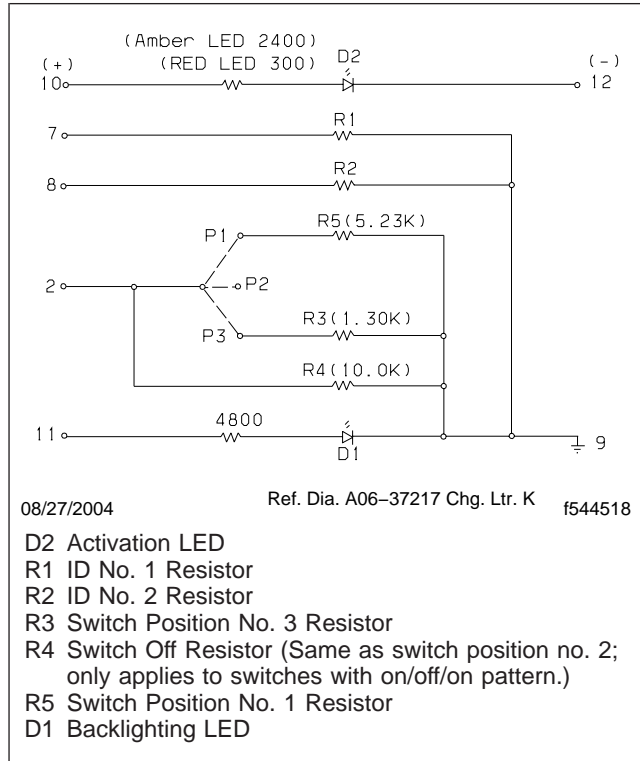 (Amber LED 2400)
(RED LED 300)
D2
(+)
10
(-)
12
7
R1
8
R2
R5(5.23K)
P1
2
P2
R3(1.30K)
P3
R4(10.0K)
4800
11
D1
9
08/27/2004
Ref. Dia. A06–37217 Chg. Ltr. K
f544518
D2 Activation LED
R1 ID No. 1 Resistor
R2 ID No. 2 Resistor
R3 Switch Position No. 3 Resistor
R4 Switch Off Resistor (Same as switch position no. 2;
only applies to switches with on/off/on pattern.)
R5 Switch Position No. 1 Resistor
D1 Backlighting LED